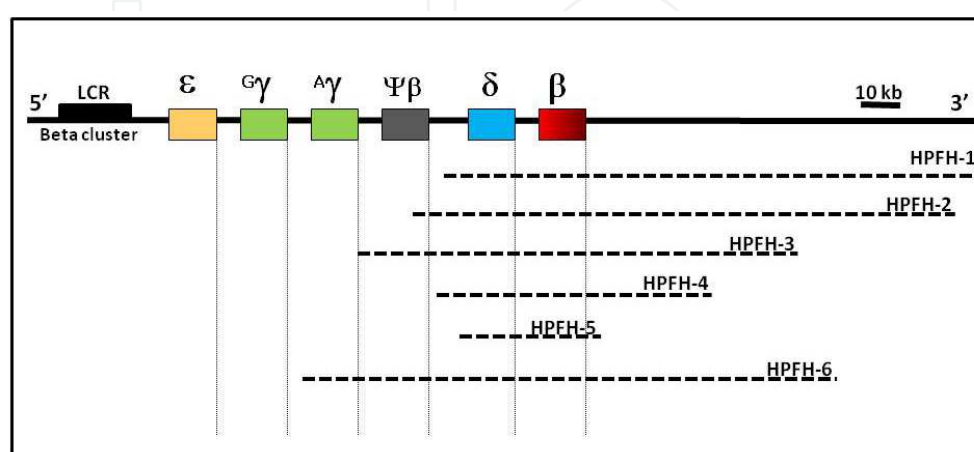 ε Gγ Aγ Ψβ δ β
5' LCR 10 kb 3'
Beta cluster
HPFH-1
HPFH-2
HPFH-3
HPFH-4
HPFH-5
HPFH-6